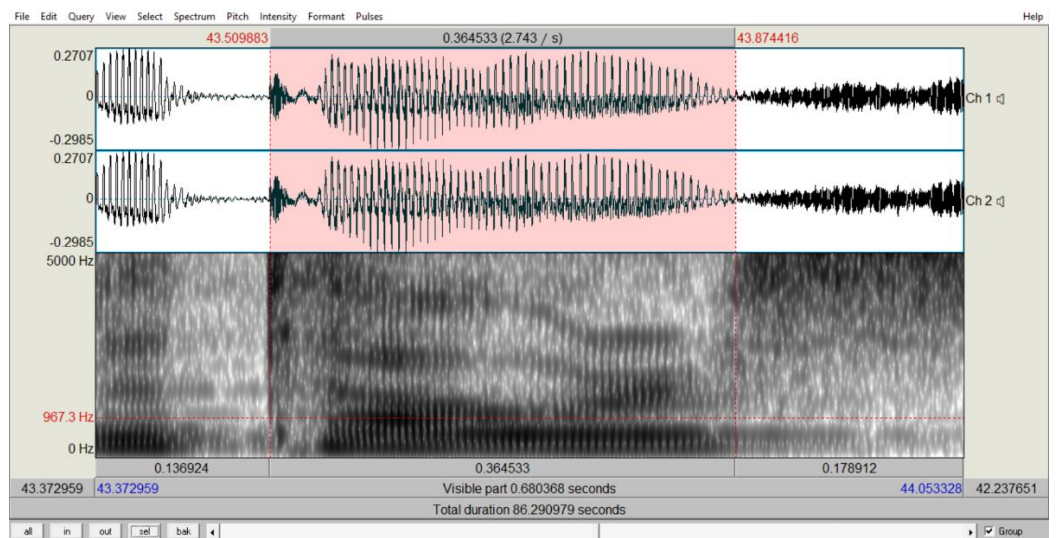 File Edit Query View Select Spectrum Pitch Intensity Formant Pulses Help
43.509883 0.364533 (2.743 / s) 43.874416
0.2707
0 Ch 1
-0.2985
0.2707
0 Ch 2
-0.2985
5000 Hz
967.3 Hz
0 Hz
0.136924 0.364533 0.178912
43.372959 43.372959 Visible part 0.680368 seconds 44.053328 42.237651
Total duration 86.290979 seconds
all in out sel bak Group